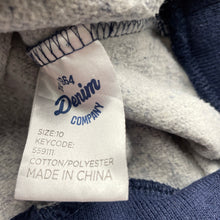 1964
Denim
COMPANY
SIZE:10
KEYCODE:
559111
COTTON/POLYESTER
MADE IN CHINA